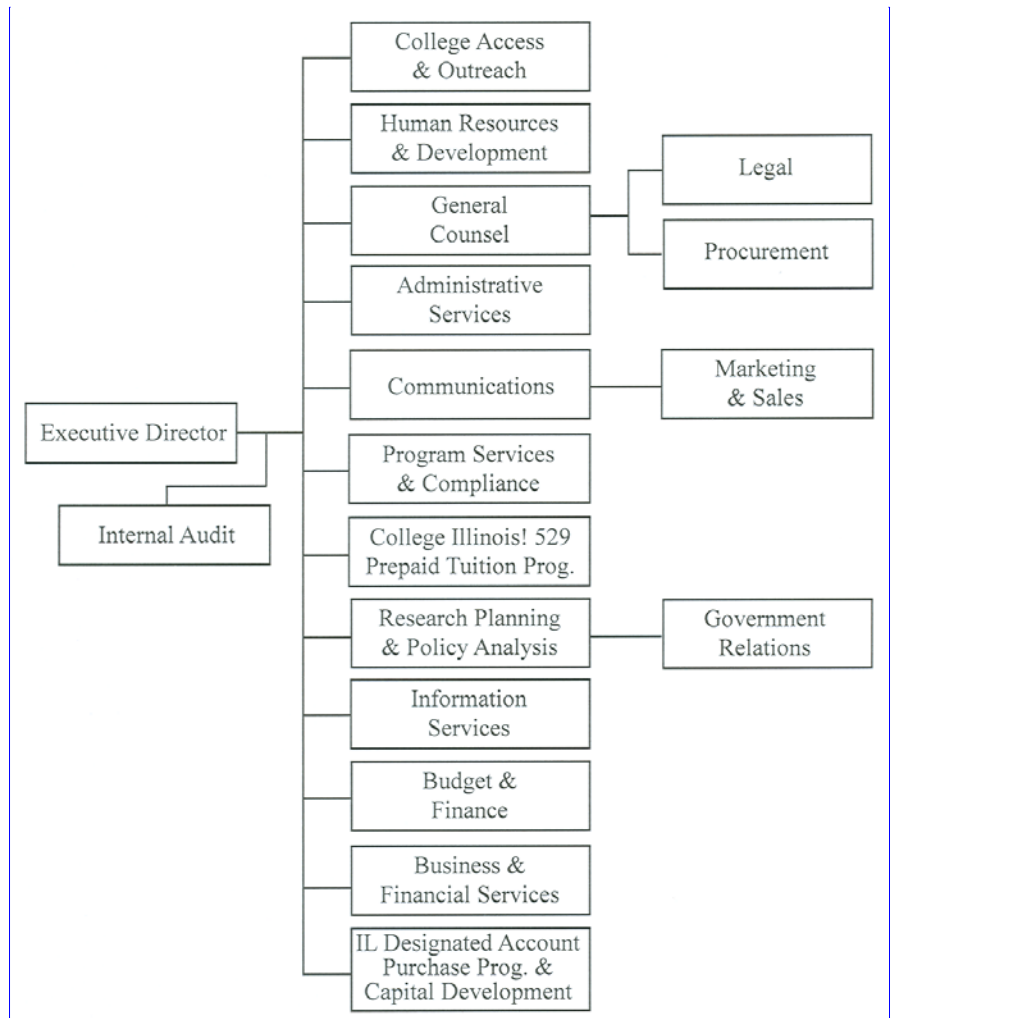 College Access
& Outreach
Human Resources
& Development
General
Counsel
Legal
Procurement
Administrative
Services
Communications
Marketing
& Sales
Executive Director
Internal Audit
Program Services
& Compliance
College Illinois! 529
Prepaid Tuition Prog.
Research Planning
& Policy Analysis
Government
Relations
Information
Services
Budget &
Finance
Business &
Financial Services
IL Designated Account
Purchase Prog. &
Capital Development